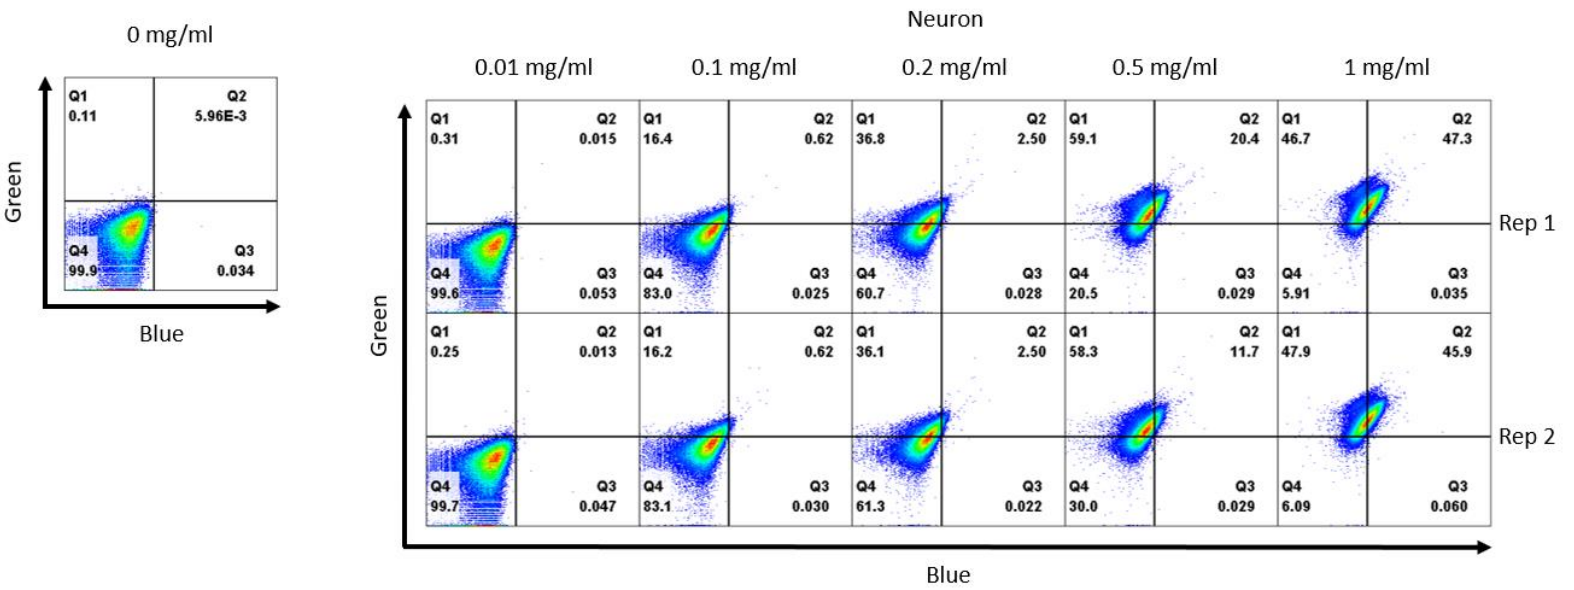 0 mg/ml
Q1 Q2
0.11 5.96E-3
Q4 Q3
99.9 0.034
Green
Blue
Neuron
0.01 mg/ml 0.1 mg/ml 0.2 mg/ml 0.5 mg/ml 1 mg/ml
Q1 Q2 Q1 Q2 Q1 Q2 Q1 Q2 Q1 Q2
0.31 0.015 16.4 0.62 36.8 2.50 59.1 20.4 46.7 47.3
Rep 1
Q4 Q3 Q4 Q3 Q4 Q3 Q4 Q3 Q4 Q3
99.6 0.053 83.0 0.025 60.7 0.028 20.5 0.029 5.91 0.035
Green
Q1 Q2 Q1 Q2 Q1 Q2 Q1 Q2 Q1 Q2
0.25 0.013 16.2 0.62 36.1 2.50 58.3 11.7 47.9 45.9
Rep 2
Q4 Q3 Q4 Q3 Q4 Q3 Q4 Q3 Q4 Q3
99.7 0.047 83.1 0.030 61.3 0.022 30.0 0.029 6.09 0.060
Blue